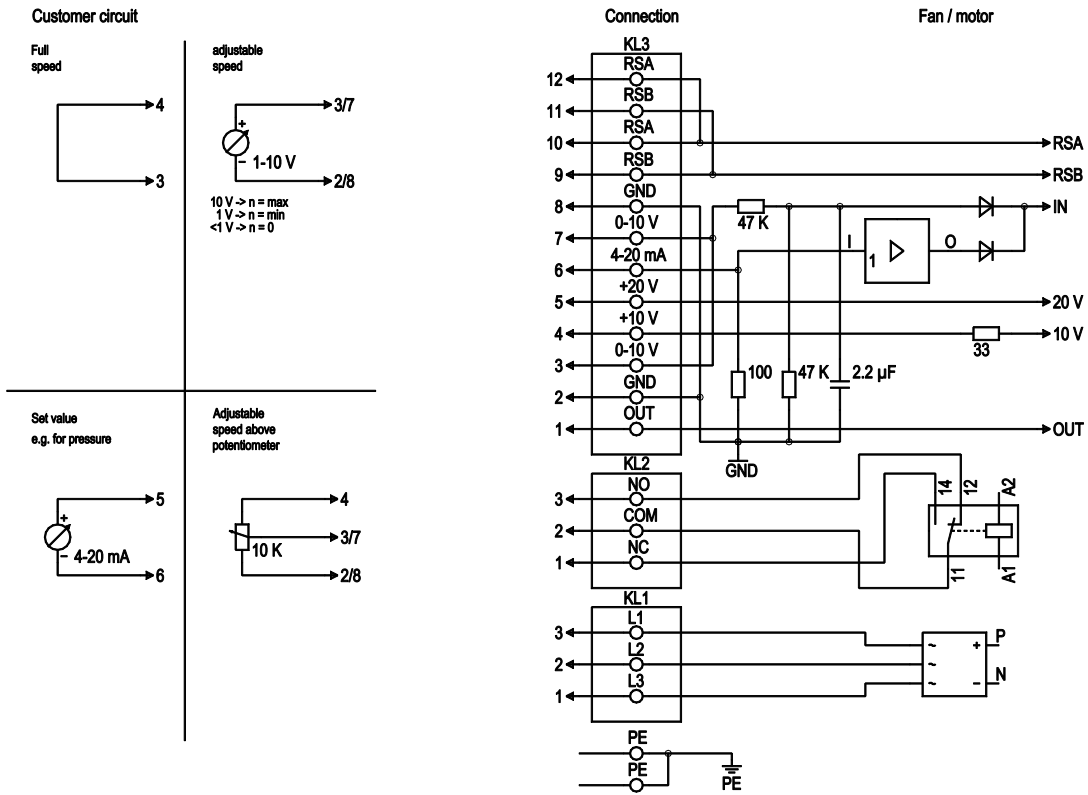 Customer circuit
Full
speed
4
3
adjustable
speed
3/7
+
1-10 V
−
2/8
10 V -> n = max
1 V -> n = min
<1 V -> n = 0
Set value
e.g. for pressure
5
+
4-20 mA
−
6
Adjustable
speed above
potentiometer
4
3/7
10 K
2/8
Connection
Fan / motor
KL3
RSA
12
RSB
11
RSA
10
RSA
RSB
9
RSB
GND
8
47 K
IN
0-10 V
7
I
1
O
4-20 mA
6
+20 V
5
20 V
+10 V
4
33
10 V
0-10 V
3
100
47 K
2.2 µF
GND
2
OUT
1
OUT
GND
KL2
NO
3
COM
2
NC
1
14
12
A2
11
A1
KL1
L1
3
L2
2
L3
1
~
~
~
+
−
P
N
PE
PE
PE